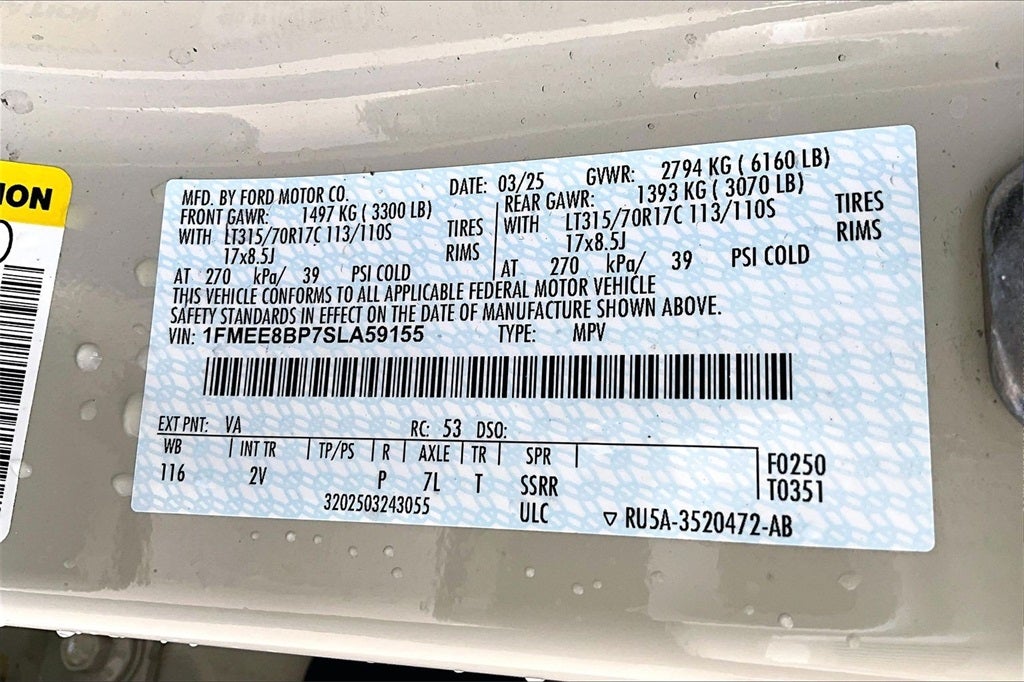 ION
MFD. BY FORD MOTOR CO. DATE: 03/25 GVWR: 2794 KG ( 6160 LB)
FRONT GAWR: 1497 KG ( 3300 LB) REAR GAWR: 1393 KG ( 3070 LB)
WITH LT315/70R17C 113/110S TIRES WITH LT315/70R17C 113/110S TIRES
17x8.5J RIMS 17x8.5J RIMS
AT 270 kPa/ 39 PSI COLD AT 270 kPa/ 39 PSI COLD
THIS VEHICLE CONFORMS TO ALL APPLICABLE FEDERAL MOTOR VEHICLE
SAFETY STANDARDS IN EFFECT ON THE DATE OF MANUFACTURE SHOWN ABOVE.
VIN: 1FMEE8BP7SLA59155 TYPE: MPV
EXT PNT: VA RC: 53 DSO:
WB INT TR TP/PS R AXLE TR SPR F0250
116 2V P 7L T SSRR T0351
3202503243055 ULC ▽ RU5A-3520472-AB